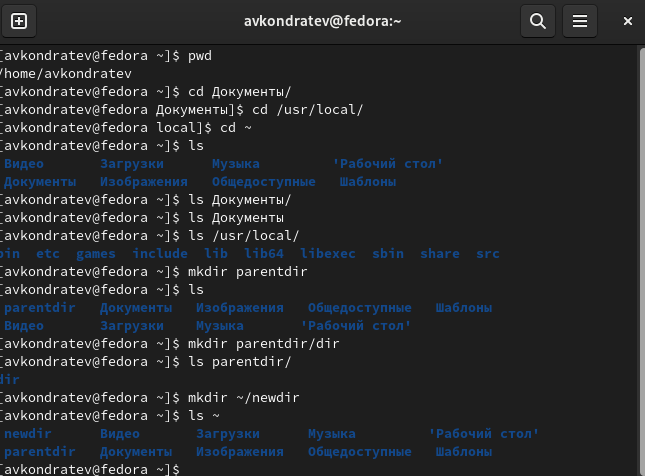 avkondratev@fedora:~
[avkondratev@fedora ~]$ pwd
/home/avkondratev
[avkondratev@fedora ~]$ cd Документы/
[avkondratev@fedora Документы]$ cd /usr/local/
[avkondratev@fedora local]$ cd ~
[avkondratev@fedora ~]$ ls
Видео Загрузки Музыка 'Рабочий стол'
Документы Изображения Общедоступные Шаблоны
[avkondratev@fedora ~]$ ls Документы/
[avkondratev@fedora ~]$ ls Документы
[avkondratev@fedora ~]$ ls /usr/local/
bin etc games include lib lib64 libexec sbin share src
[avkondratev@fedora ~]$ mkdir parentdir
[avkondratev@fedora ~]$ ls
parentdir Документы Изображения Общедоступные Шаблоны
Видео Загрузки Музыка 'Рабочий стол'
[avkondratev@fedora ~]$ mkdir parentdir/dir
[avkondratev@fedora ~]$ ls parentdir/
dir
[avkondratev@fedora ~]$ mkdir ~/newdir
[avkondratev@fedora ~]$ ls ~
newdir Видео Загрузки Музыка 'Рабочий стол'
parentdir Документы Изображения Общедоступные Шаблоны
[avkondratev@fedora ~]$